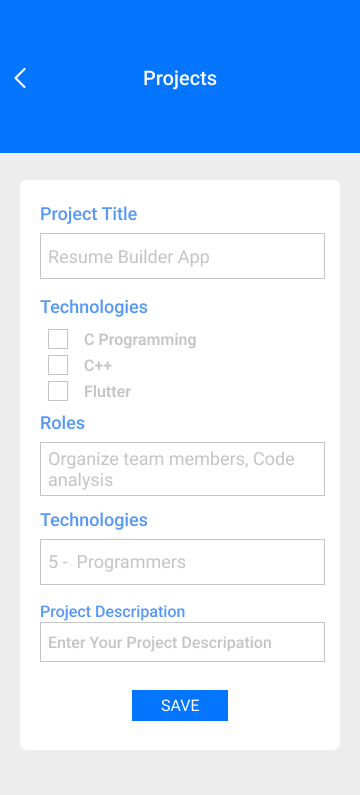 Projects
Project Title
Resume Builder App
Technologies
C Programming
C++
Flutter
Roles
Organize team members, Code
analysis
Technologies
5 - Programmers
Project Descripation
Enter Your Project Descripation
SAVE